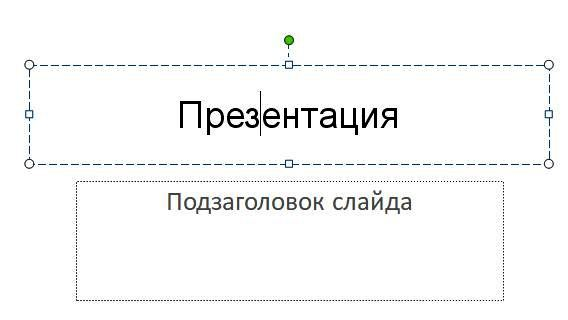 Презентация
Подзаголовок слайда